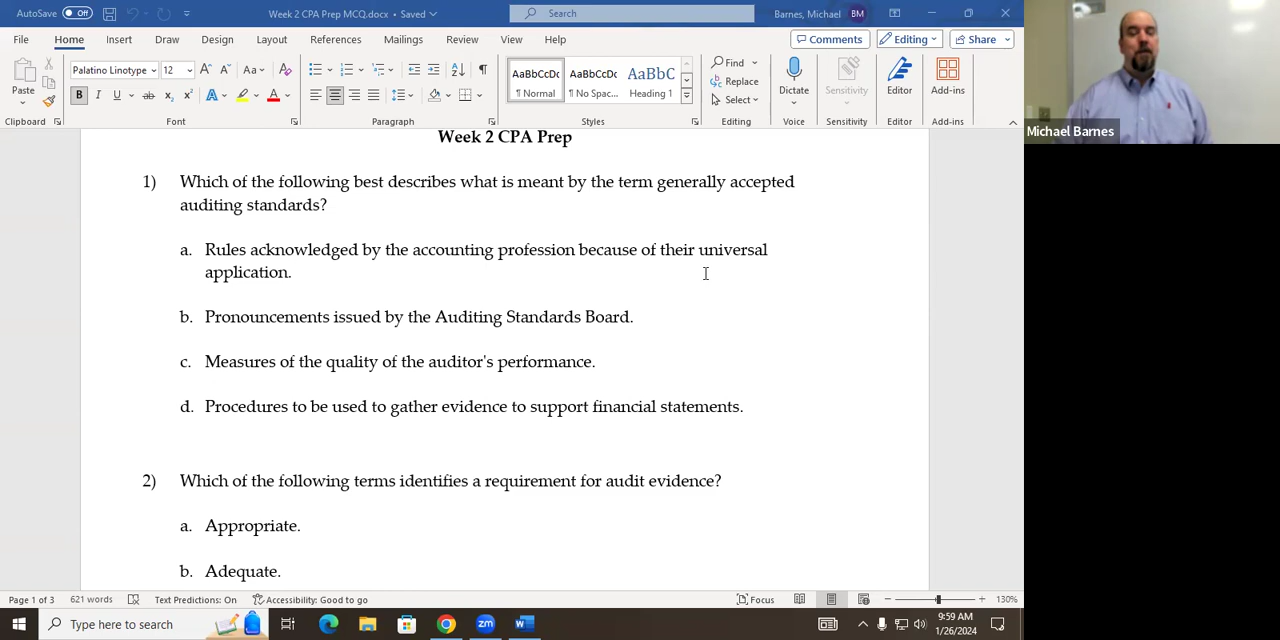 AutoSave Off Week 2 CPA Prep MCQ.docx • Saved Search Barnes, Michael BM
File Home Insert Draw Design Layout References Mailings Review View Help Comments Editing Share
Paste Palatino Linotype 12 A A Aa A AaBbCcDc AaBbCcDc AaBbC Find Replace Select Dictate Sensitivity Editor Add-ins
B I U ab x₂ x² A A ¶ Normal ¶ No Spac... Heading 1
Clipboard Font Paragraph Styles Editing Voice Sensitivity Editor Add-ins
Michael Barnes
Week 2 CPA Prep
1) Which of the following best describes what is meant by the term generally accepted
auditing standards?
a. Rules acknowledged by the accounting profession because of their universal
application.
b. Pronouncements issued by the Auditing Standards Board.
c. Measures of the quality of the auditor's performance.
d. Procedures to be used to gather evidence to support financial statements.
2) Which of the following terms identifies a requirement for audit evidence?
a. Appropriate.
b. Adequate.
Page 1 of 3 621 words Text Predictions: On Accessibility: Good to go Focus 130%
Type here to search 9:59 AM
1/26/2024